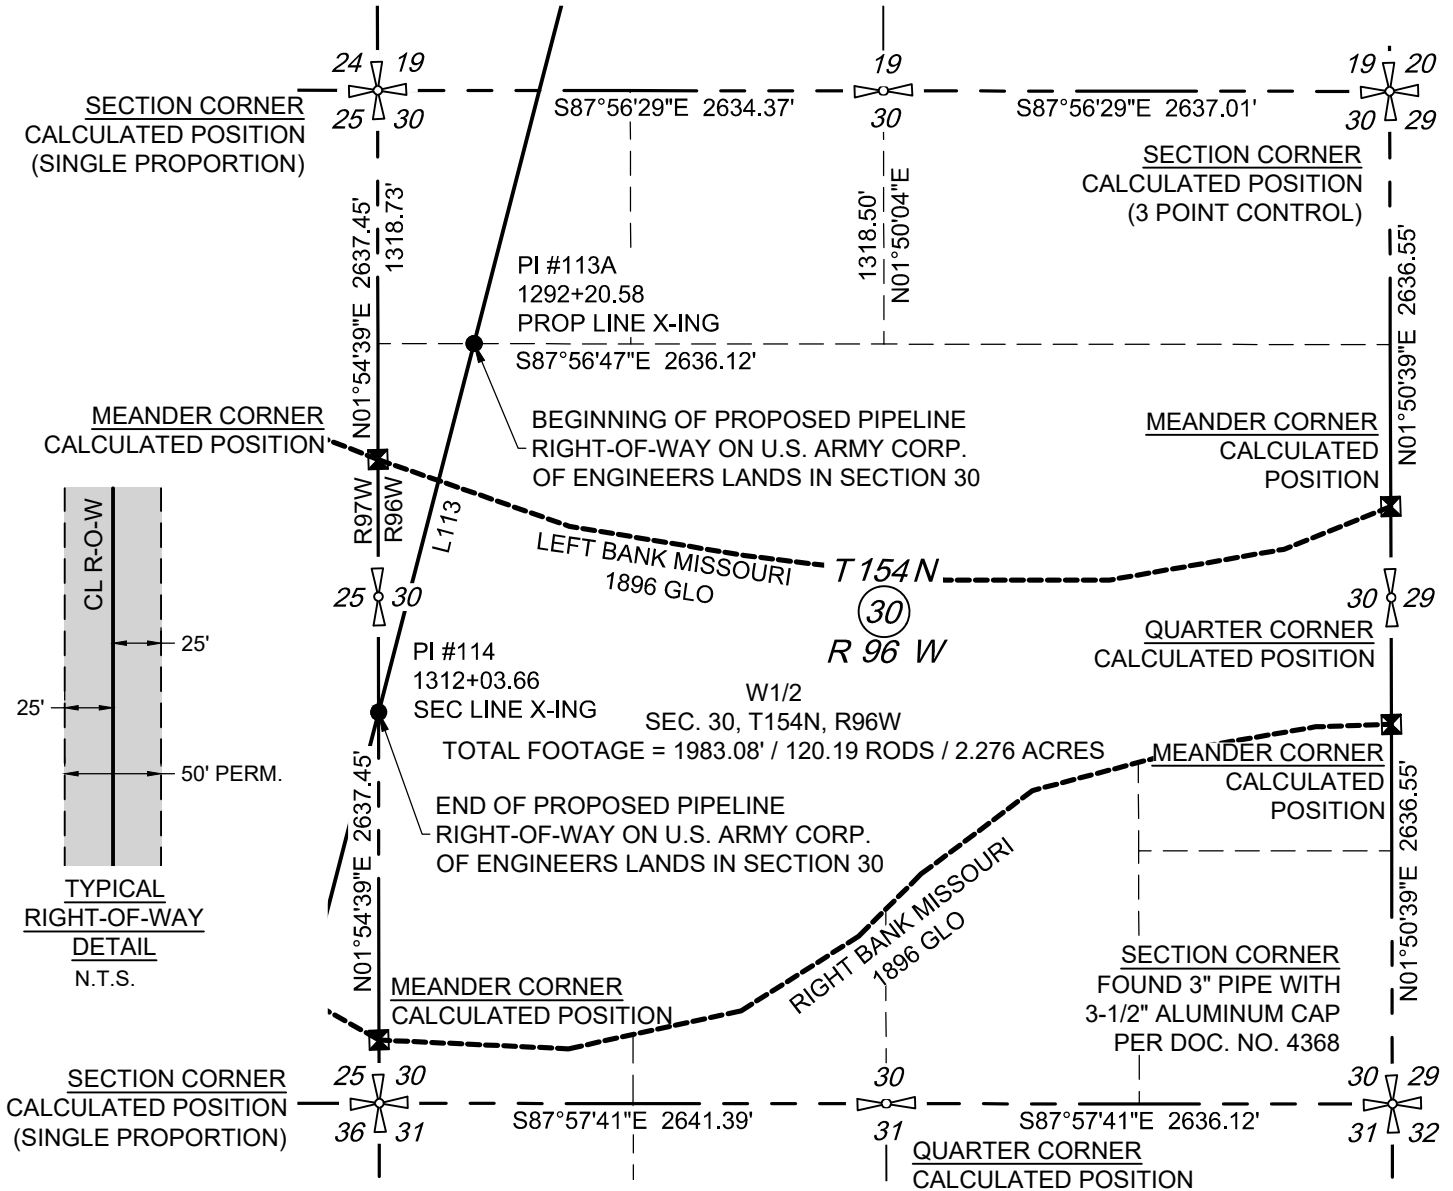 24 19
25 30
19
30
19 20
30 29
SECTION CORNER
CALCULATED POSITION
(SINGLE PROPORTION)
S87°56'29"E 2634.37'
S87°56'29"E 2637.01'
SECTION CORNER
CALCULATED POSITION
(3 POINT CONTROL)
N01°54'39"E 2637.45'
1318.73'
1318.50'
N01°50'04"E
N01°50'39"E 2636.55'
PI #113A
1292+20.58
PROP LINE X-ING
S87°56'47"E 2636.12'
MEANDER CORNER
CALCULATED POSITION
BEGINNING OF PROPOSED PIPELINE
RIGHT-OF-WAY ON U.S. ARMY CORP.
OF ENGINEERS LANDS IN SECTION 30
MEANDER CORNER
CALCULATED
POSITION
R97W
R96W
L113
LEFT BANK MISSOURI
1896 GLO
T 154 N
30
R 96 W
25 30
30 29
CL R-O-W
25'
25'
50' PERM.
TYPICAL
RIGHT-OF-WAY
DETAIL
N.T.S.
QUARTER CORNER
CALCULATED POSITION
PI #114
1312+03.66
SEC LINE X-ING
W1/2
SEC. 30, T154N, R96W
TOTAL FOOTAGE = 1983.08' / 120.19 RODS / 2.276 ACRES
MEANDER CORNER
CALCULATED
POSITION
END OF PROPOSED PIPELINE
RIGHT-OF-WAY ON U.S. ARMY CORP.
OF ENGINEERS LANDS IN SECTION 30
N01°54'39"E 2637.45'
N01°50'39"E 2636.55'
RIGHT BANK MISSOURI
1896 GLO
SECTION CORNER
FOUND 3" PIPE WITH
3-1/2" ALUMINUM CAP
PER DOC. NO. 4368
MEANDER CORNER
CALCULATED POSITION
SECTION CORNER
CALCULATED POSITION
(SINGLE PROPORTION)
25 30
36 31
30
31
30 29
31 32
S87°57'41"E 2641.39'
S87°57'41"E 2636.12'
QUARTER CORNER
CALCULATED POSITION